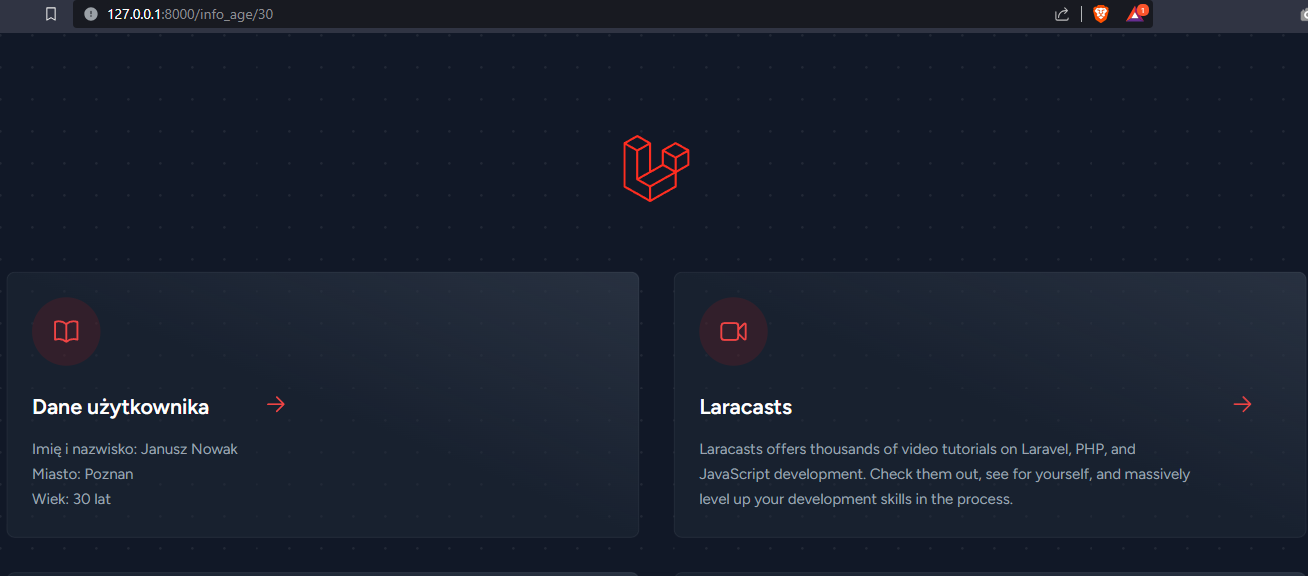 127.0.0.1:8000/info_age/30
1
Dane użytkownika
Imię i nazwisko: Janusz Nowak
Miasto: Poznan
Wiek: 30 lat
Laracasts
Laracasts offers thousands of video tutorials on Laravel, PHP, and
JavaScript development. Check them out, see for yourself, and massively
level up your development skills in the process.